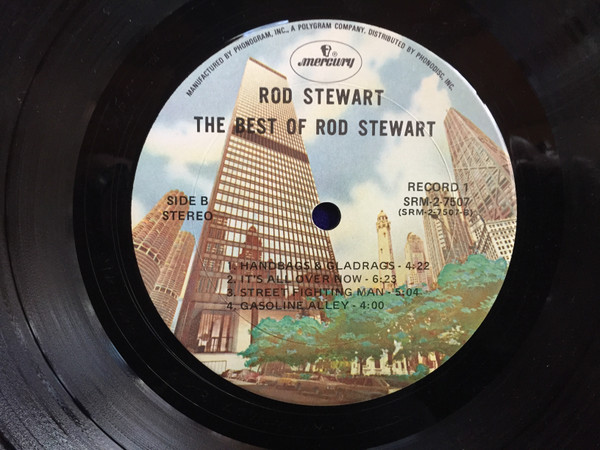 MANUFACTURED BY PHONOGRAM, INC., A POLYGRAM COMPANY. DISTRIBUTED BY PHONODISC, INC.
mercury®
ROD STEWART
THE BEST OF ROD STEWART
SIDE B
STEREO
RECORD 1
SRM-2-7507
(SRM-2-7507-B)
1. HANDBAGS & GLADRAGS - 4:22
2. IT'S ALL OVER NOW - 6:23
3. STREET FIGHTING MAN - 5:04
4. GASOLINE ALLEY - 4:00